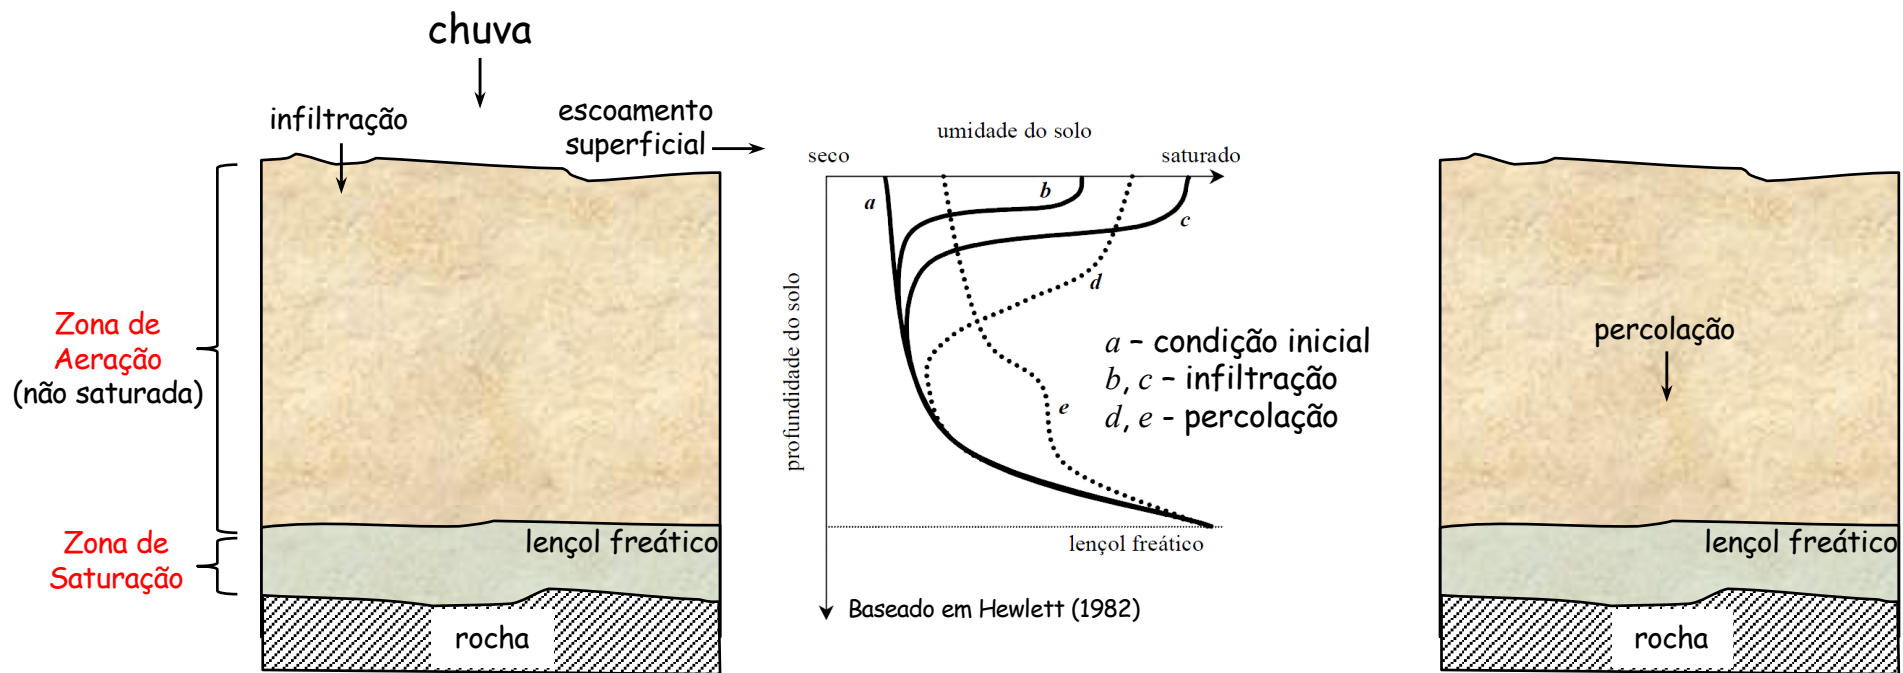 chuva
infiltração
escoamento
superficial
Zona de
Aeração
(não saturada)
Zona de
Saturação
lençol freático
rocha
umidade do solo
seco
saturado
profundidade do solo
a
b
c
d
e
a – condição inicial
b, c – infiltração
d, e - percolação
lençol freático
Baseado em Hewlett (1982)
percolação
lençol freático
rocha